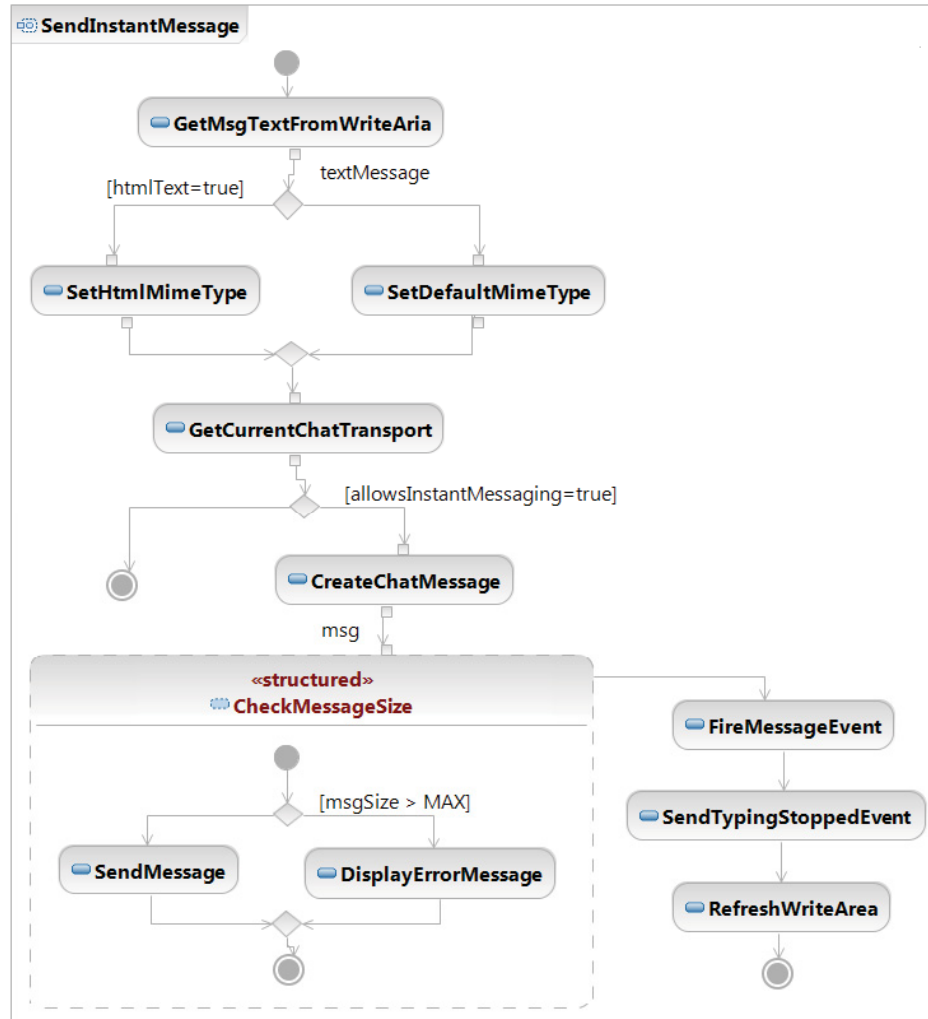 SendInstantMessage
GetMsgTextFromWriteAria
textMessage
[htmlText=true]
SetHtmlMimeType
SetDefaultMimeType
GetCurrentChatTransport
[allowsInstantMessaging=true]
CreateChatMessage
msg
«structured»
CheckMessageSize
FireMessageEvent
[msgSize > MAX]
SendTypingStoppedEvent
SendMessage
DisplayErrorMessage
RefreshWriteArea